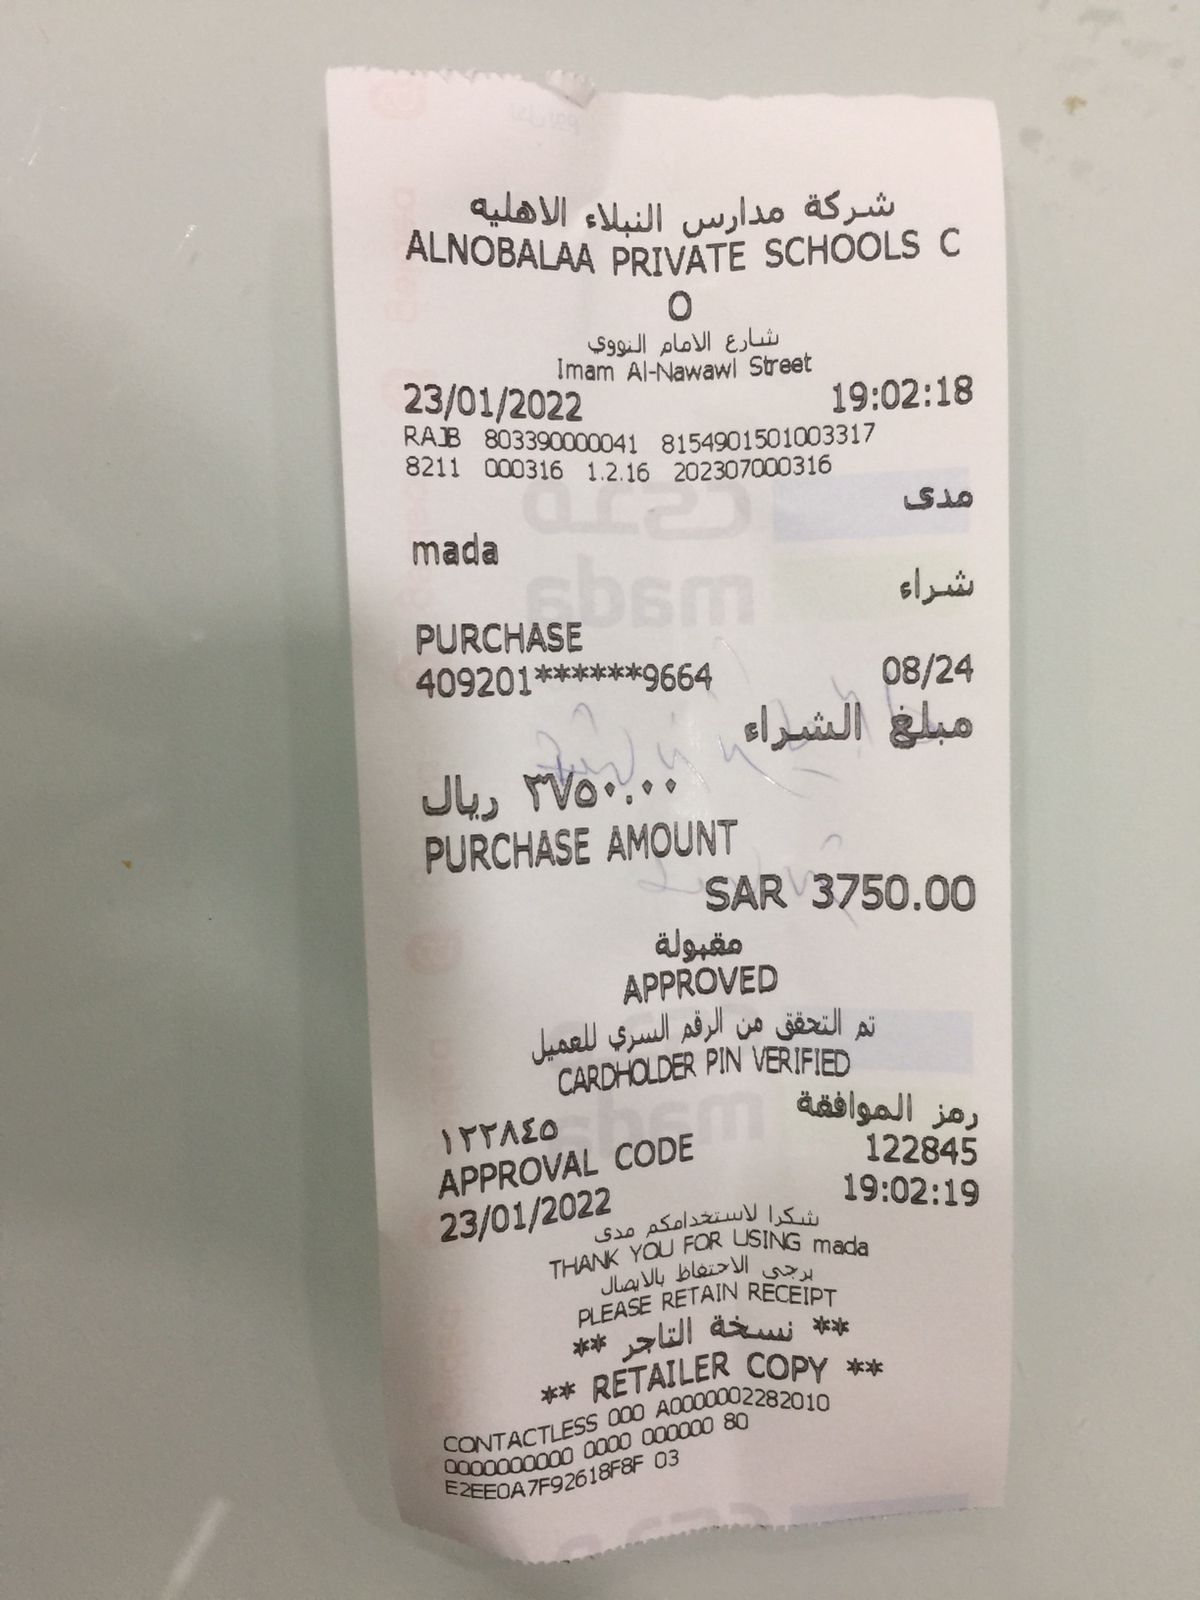 شركة مدارس النبلاء الاهليه
ALNOBALAA PRIVATE SCHOOLS C
O
شارع الامام النووي
Imam Al-Nawawi Street
23/01/2022 19:02:18
RAJB 803390000041 8154901501003317
8211 000316 1.2.16 202307000316
مدى
mada
شراء
PURCHASE
409201******9664 08/24
مبلغ الشراء
٣٧٥٠.٠٠ ريال
PURCHASE AMOUNT
SAR 3750.00
مقبولة
APPROVED
تم التحقق من الرقم السري للعميل
CARDHOLDER PIN VERIFIED
رمز الموافقة
١٢٢٨٤٥
APPROVAL CODE 122845
23/01/2022 19:02:19
شكرا لاستخدامكم مدى
THANK YOU FOR USING mada
يرجى الاحتفاظ بالايصال
PLEASE RETAIN RECEIPT
** نسخة التاجر **
** RETAILER COPY **
CONTACTLESS 000 A0000002282010
0000000000 0000 000000 80
E2EE0A7F92618F8F 03